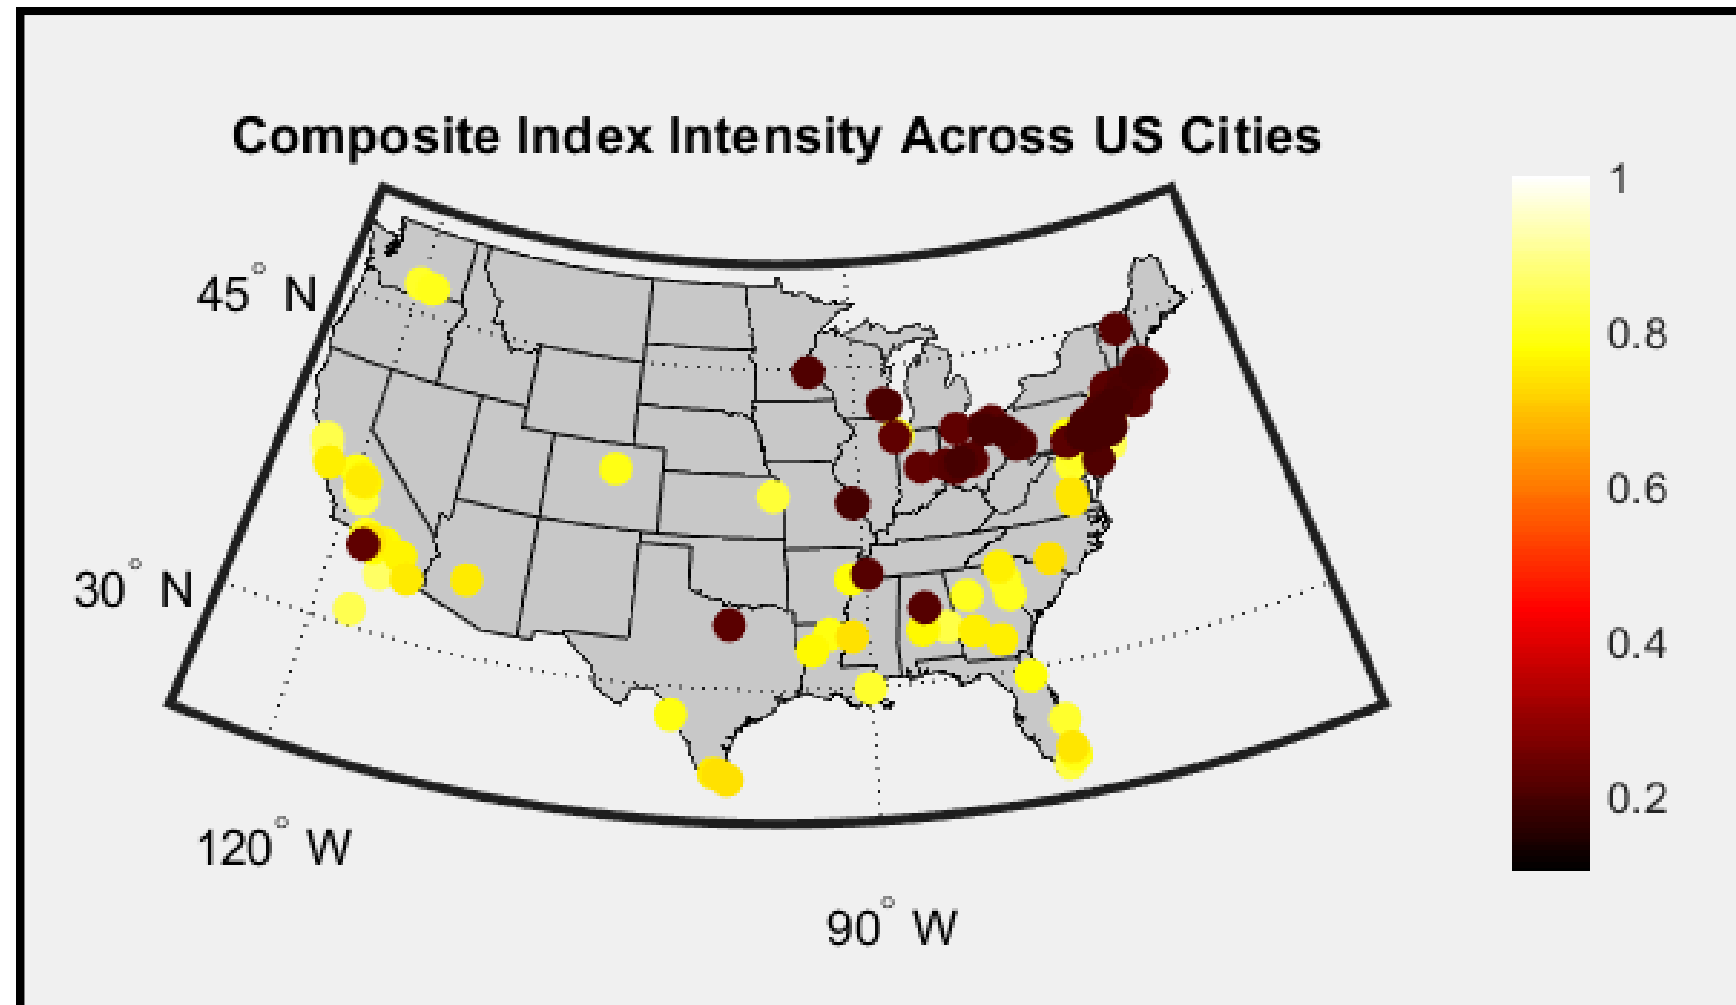 Composite Index Intensity Across US Cities
1
45° N
0.8
0.6
30° N
0.4
0.2
120° W
90° W